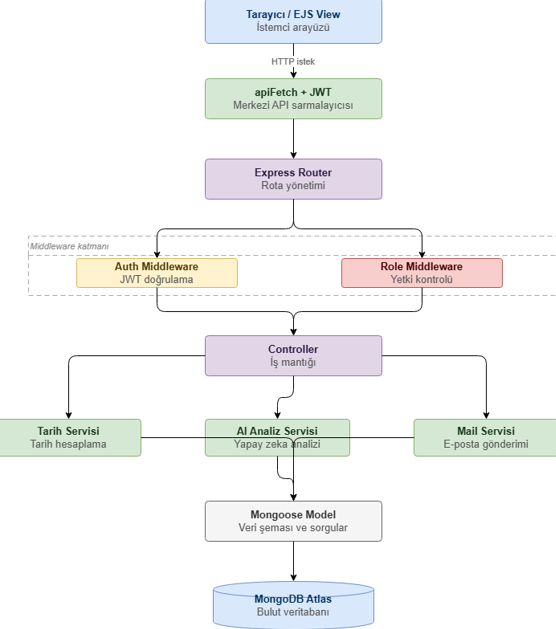 Tarayıcı / EJS View
İstemci arayüzü
HTTP istek
apiFetch + JWT
Merkezi API sarmalayıcısı
Express Router
Rota yönetimi
Middleware katmanı
Auth Middleware
JWT doğrulama
Role Middleware
Yetki kontrolü
Controller
İş mantığı
Tarih Servisi
Tarih hesaplama
AI Analiz Servisi
Yapay zeka analizi
Mail Servisi
E-posta gönderimi
Mongoose Model
Veri şeması ve sorgular
MongoDB Atlas
Bulut veritabanı